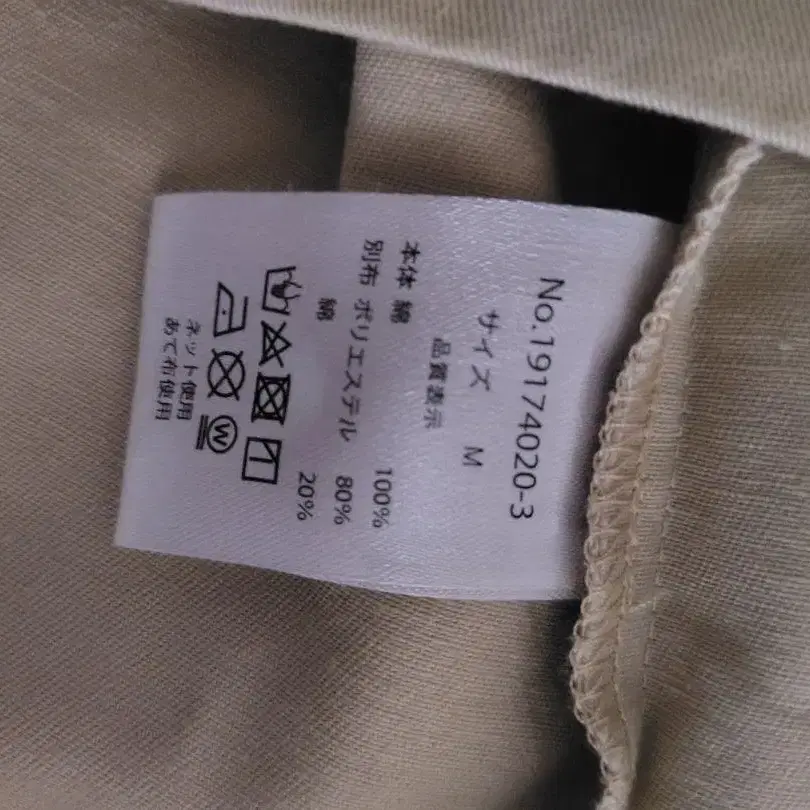 No.19174020-3
サイズ M
品質表示
本体 綿 100%
別布 ポリエステル 80%
綿 20%
W
ネット使用
あて布使用